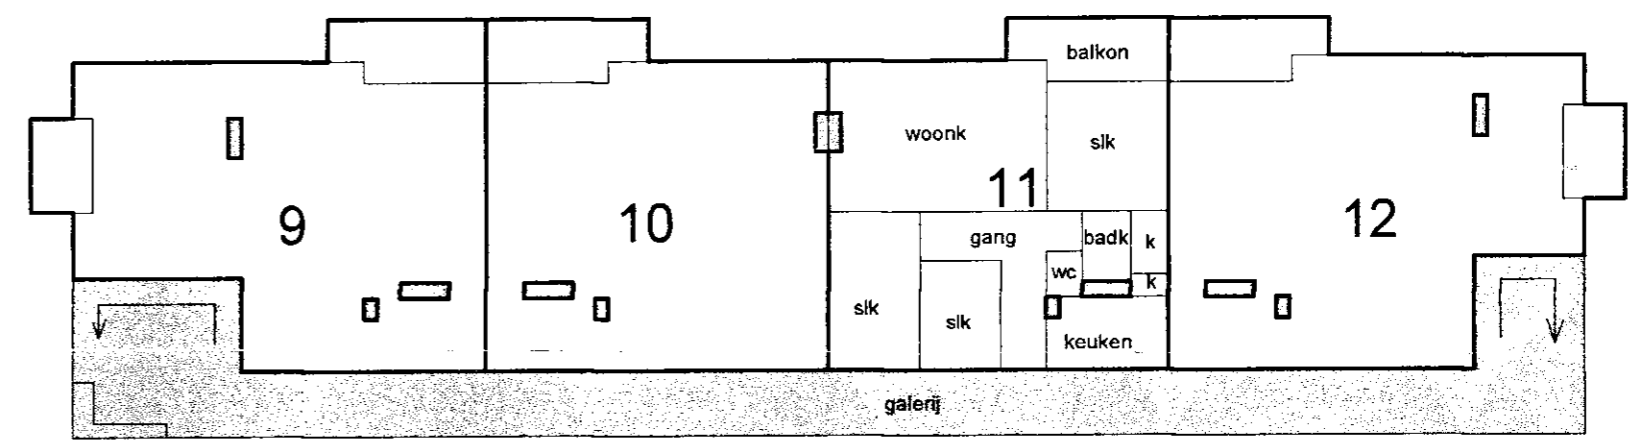 balkon
woonk
slk
11
9
10
12
gang
badk
k
wc
k
slk
slk
keuken
galerij